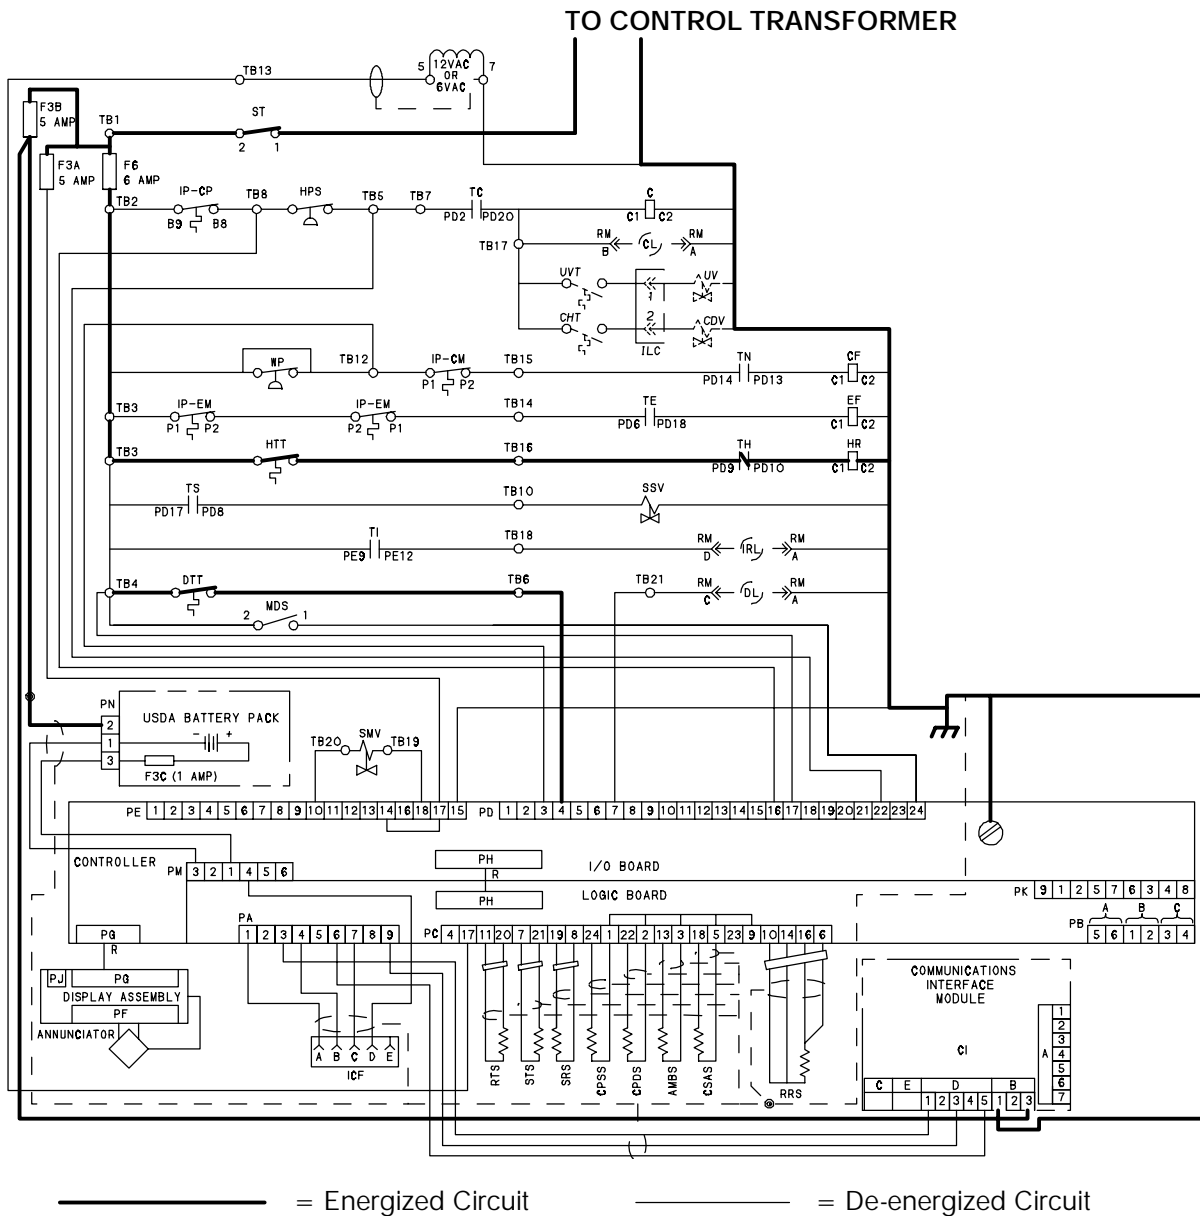 TO CONTROL TRANSFORMER
5 12VAC 7
OR
6VAC
TB13
F3B
5 AMP
TB1
ST
2 1
F3A
5 AMP
F6
6 AMP
TB2
IP-CP
B9 B8
TB8
HPS
TB5
TB7
TC
PD2 PD20
C
C1 C2
TB17
RM
B
CL
RM
A
UVT
1
UV
CHT
2
CDV
ILC
WP
TB12
IP-CM
P1 P2
TB15
TN
PD14 PD13
CF
C1 C2
TB3
IP-EM
P1 P2
IP-EM
P2 P1
TB14
TE
PD6 PD18
EF
C1 C2
TB3
HTT
TB16
TH
PD9 PD10
HR
C1 C2
TS
PD17 PD8
TB10
SSV
TI
PE9 PE12
TB18
RM
D
IRL
RM
A
TB4
DTT
TB6
TB21
RM
C
DL
RM
A
MDS
2 1
PN
2
1
3
USDA BATTERY PACK
- +
F3C (1 AMP)
TB20 SMV TB19
PE 1 2 3 4 5 6 7 8 9 10 11 12 13 14 16 18 17 15
PD 1 2 3 4 5 6 7 8 9 10 11 12 13 14 15 16 17 18 19 20 21 22 23 24
CONTROLLER
PM 3 2 1 4 5 6
PH
R
PH
I/O BOARD
LOGIC BOARD
PK 9 1 2 5 7 6 3 4 8
A B C
PB 5 6 1 2 3 4
PG
R
PA
1 2 3 4 5 6 7 8 9
PC 4 17 11 20 7 21 19 8 24 1 22 2 13 3 18 5 23 9 10 14 16 6
PJ PG
DISPLAY ASSEMBLY
PF
ANNUNCIATOR
A B C D E
ICF
RTS
STS
SRS
CPSS
CPDS
AMBS
CSAS
RRS
COMMUNICATIONS
INTERFACE
MODULE
CI
A
1
2
3
4
5
6
7
C E D B
1 2 3 4 5 1 2 3
= Energized Circuit
= De-energized Circuit